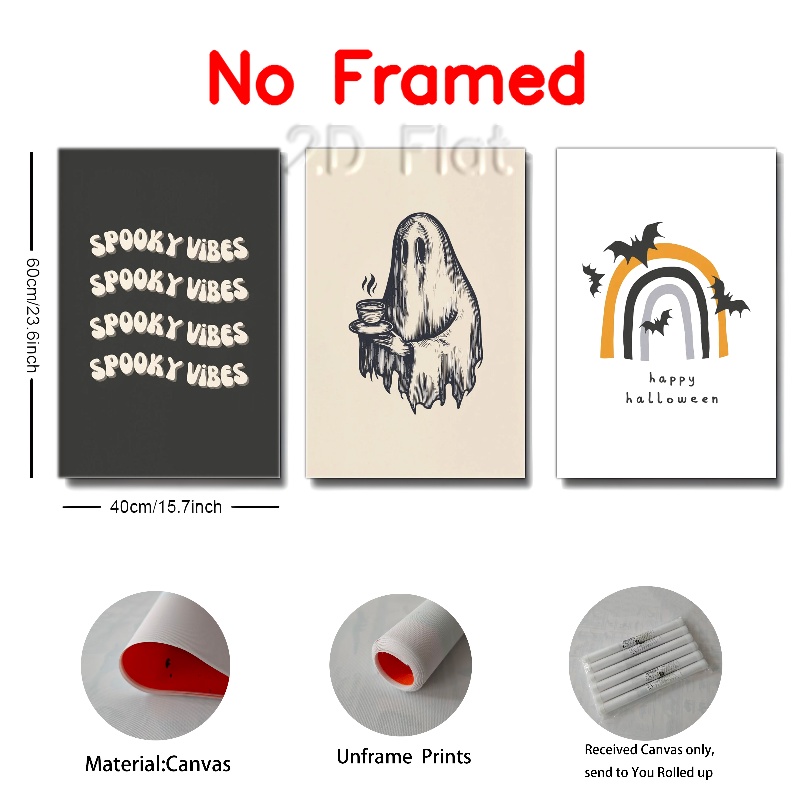 No Framed
2D Flat
SPOOKY ViBES
SPOOKY ViBES
SPOOKY ViBES
SPOOKY ViBES
happy
halloween
60cm/23.6inch
40cm/15.7inch
Material:Canvas
Unframe Prints
Received Canvas only,
send to You Rolled up